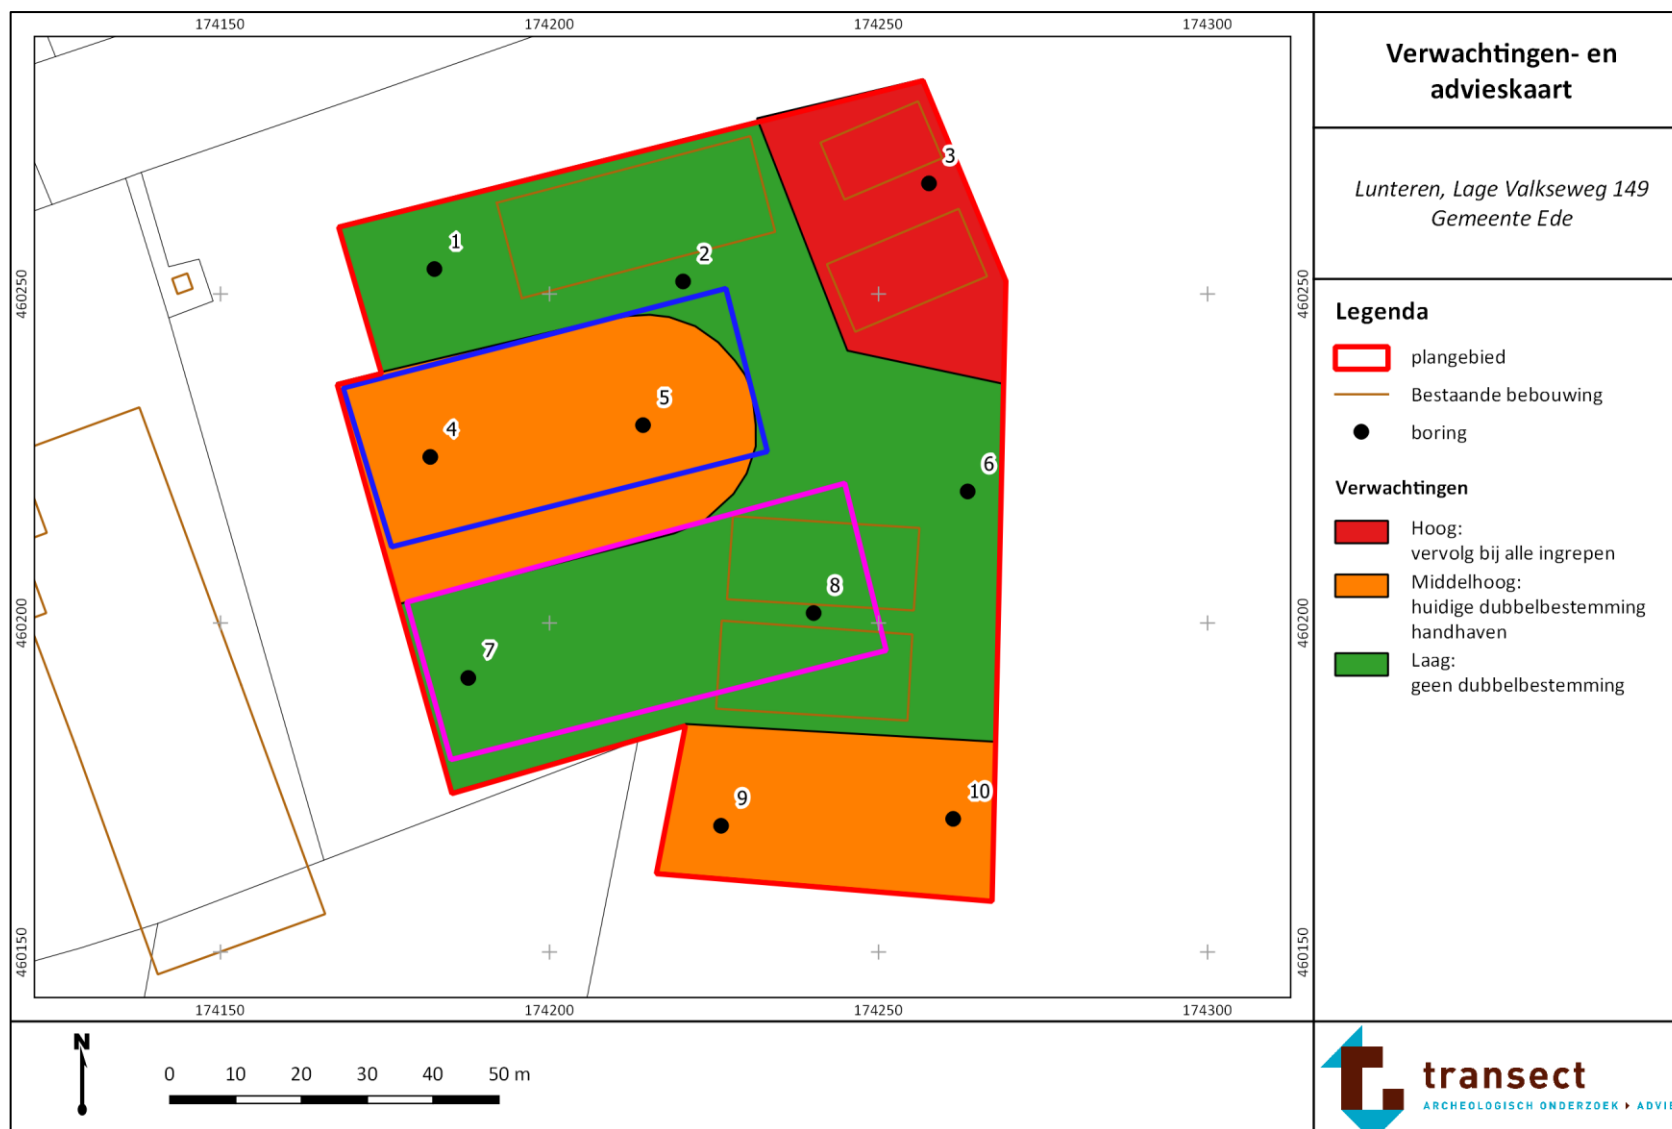 174150 174200 174250 174300
Verwachtingen- en
advieskaart
Lunteren, Lage Valkseweg 149
Gemeente Ede
460250 460250
460200 460200
460150 460150
1
2
3
4
5
6
7
8
9
10
Legenda
plangebied
Bestaande bebouwing
boring
Verwachtingen
Hoog:
vervolg bij alle ingrepen
Middelhoog:
huidige dubbelbestemming
handhaven
Laag:
geen dubbelbestemming
174150 174200 174250 174300
N
0 10 20 30 40 50 m
transect
ARCHEOLOGISCH ONDERZOEK ▸ ADVIE